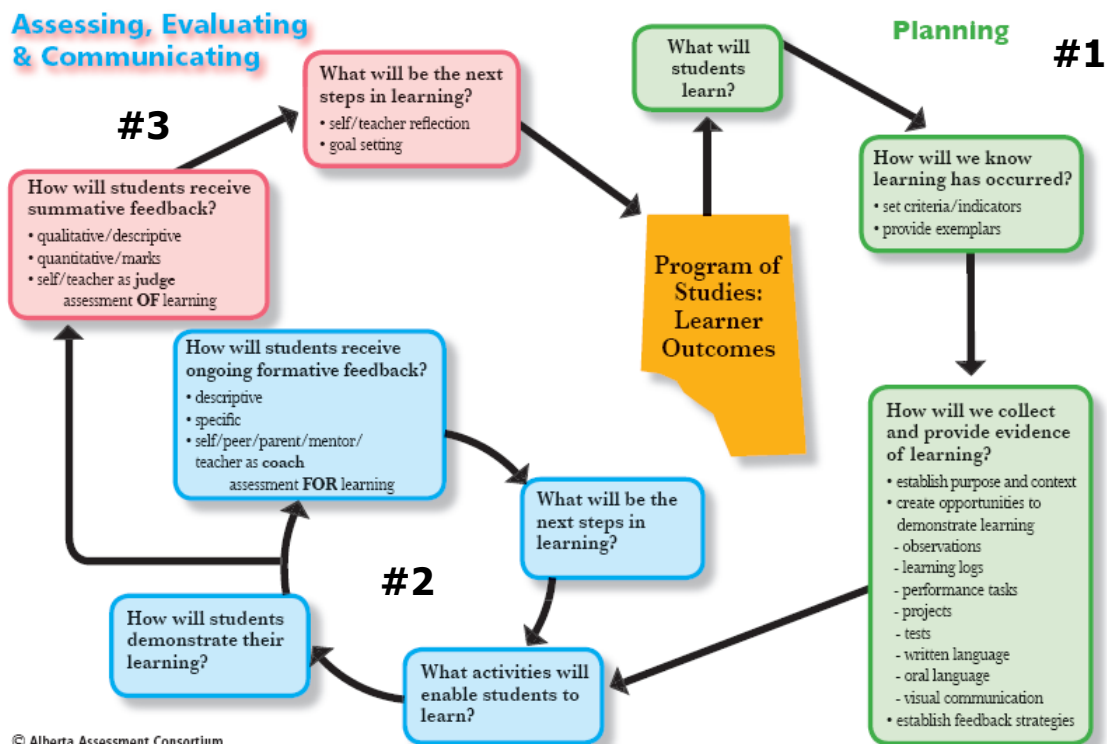 Assessing, Evaluating
& Communicating
Planning
#1
What will
students
learn?
How will we know
learning has occurred?
• set criteria/indicators
• provide exemplars
How will we collect
and provide evidence
of learning?
• establish purpose and context
• create opportunities to
demonstrate learning
- observations
- learning logs
- performance tasks
- projects
- tests
- written language
- oral language
- visual communication
• establish feedback strategies
Program of
Studies:
Learner
Outcomes
#2
What activities will
enable students to
learn?
How will students
demonstrate their
learning?
How will students receive
ongoing formative feedback?
• descriptive
• specific
• self/peer/parent/mentor/
teacher as coach
assessment FOR learning
What will be the
next steps in
learning?
#3
How will students receive
summative feedback?
• qualitative/descriptive
• quantitative/marks
• self/teacher as judge
assessment OF learning
What will be the next
steps in learning?
• self/teacher reflection
• goal setting
© Alberta Assessment Consortium